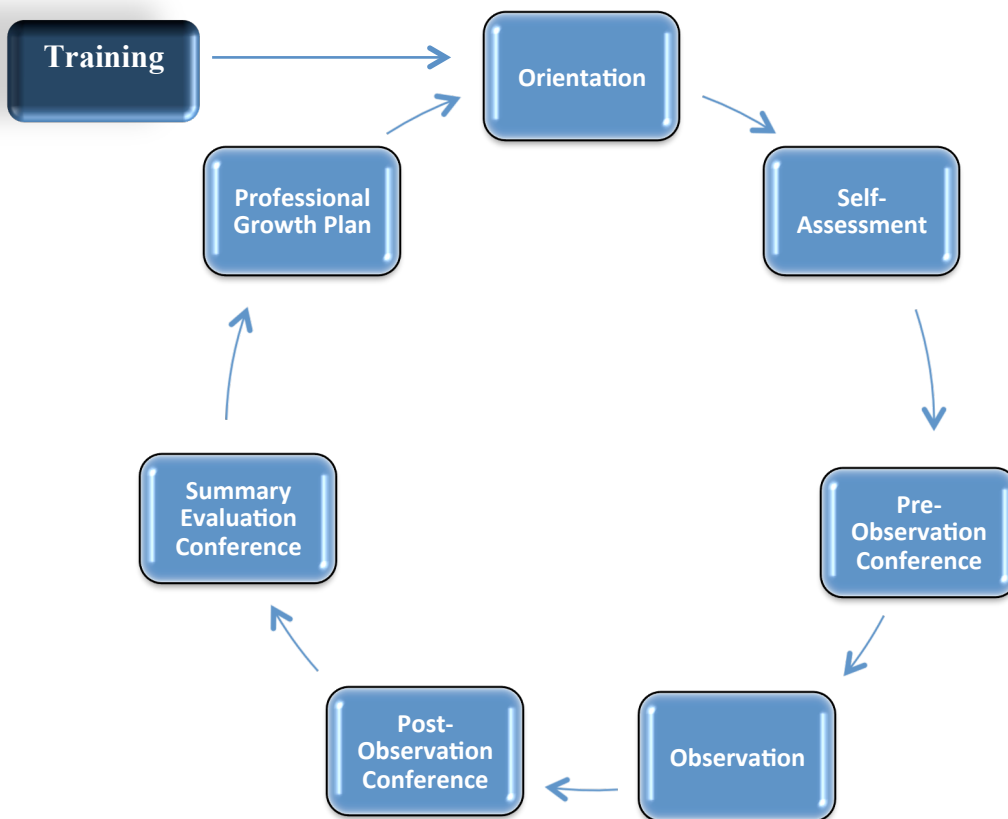 Training
Orientation
Self-
Assessment
Pre-
Observation
Conference
Observation
Post-
Observation
Conference
Summary
Evaluation
Conference
Professional
Growth Plan